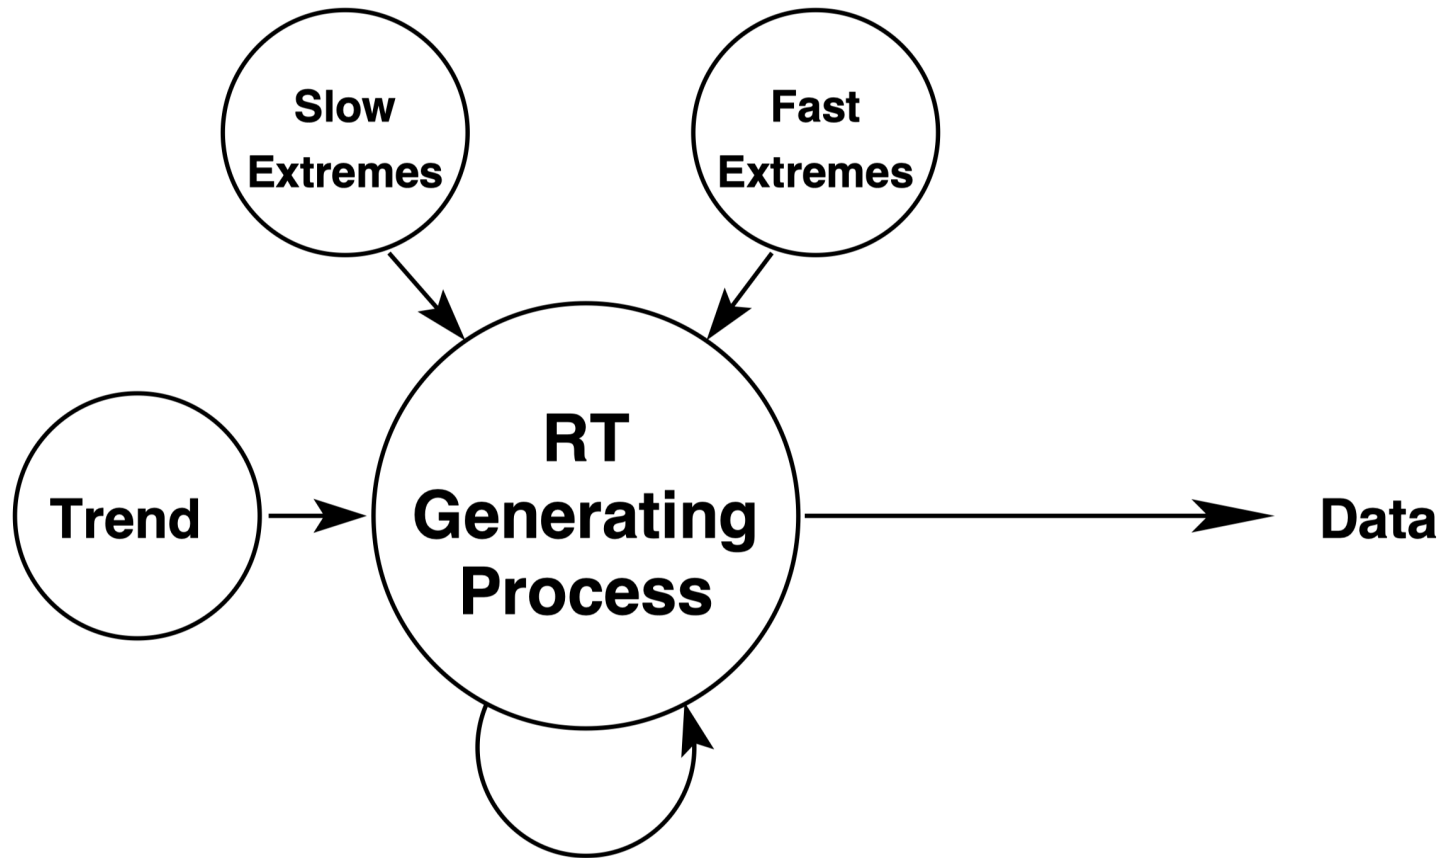 Slow
Extremes
Fast
Extremes
Trend
RT
Generating
Process
Data